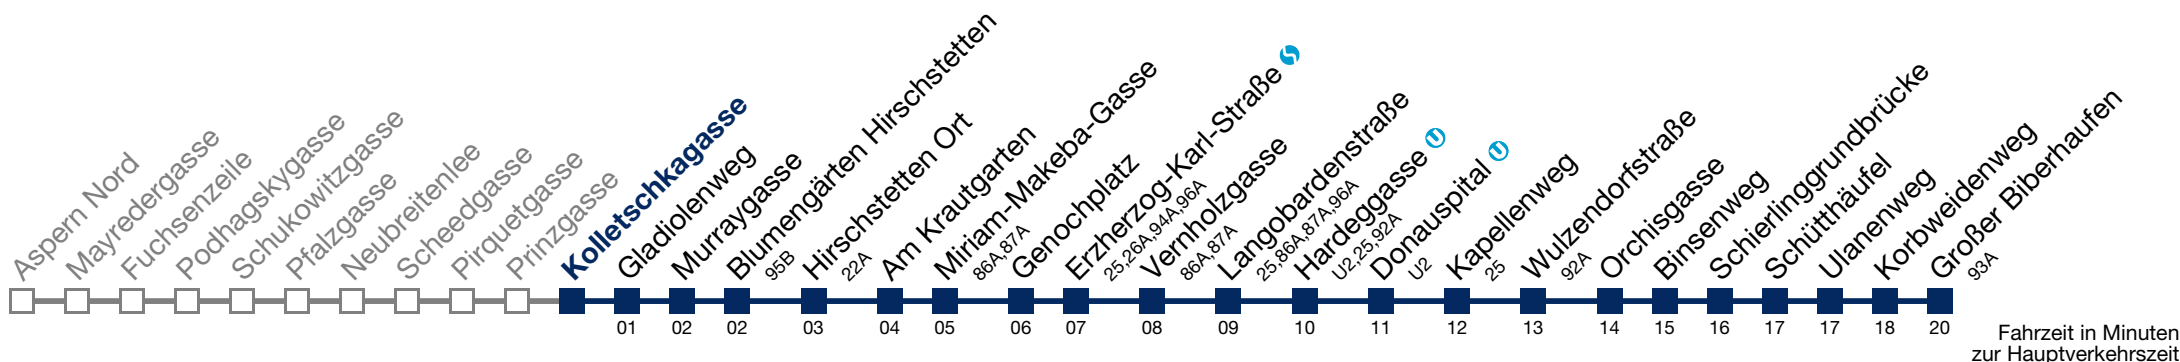 Aspern Nord
Mayredergasse
Fuchsenzeile
Podhagskygasse
Schukowitzgasse
Pfalzgasse
Neubreitenlee
Scheedgasse
Pirquetgasse
Prinzgasse
Kolletschkagasse
Gladiolenweg
Murraygasse
Blumengärten Hirschstetten
95B
Hirschstetten Ort
22A
Am Krautgarten
Miriam-Makeba-Gasse
86A,87A
Genochplatz
Erzherzog-Karl-Straße
25,26A,94A,96A
Vernholzgasse
86A,87A
Langobardenstraße
25,86A,87A,96A
Hardeggasse
U2,25,92A
Donauspital
U2
Kapellenweg
25
Wulzendorfstraße
92A
Orchisgasse
Binsenweg
Schierlinggrundbrücke
Schütthäufel
Ulanenweg
Korbweidenweg
Großer Biberhaufen
93A
01 02 02 03 04 05 06 07 08 09 10 11 12 13 14 15 16 17 17 18 20
Fahrzeit in Minuten
zur Hauptverkehrszeit